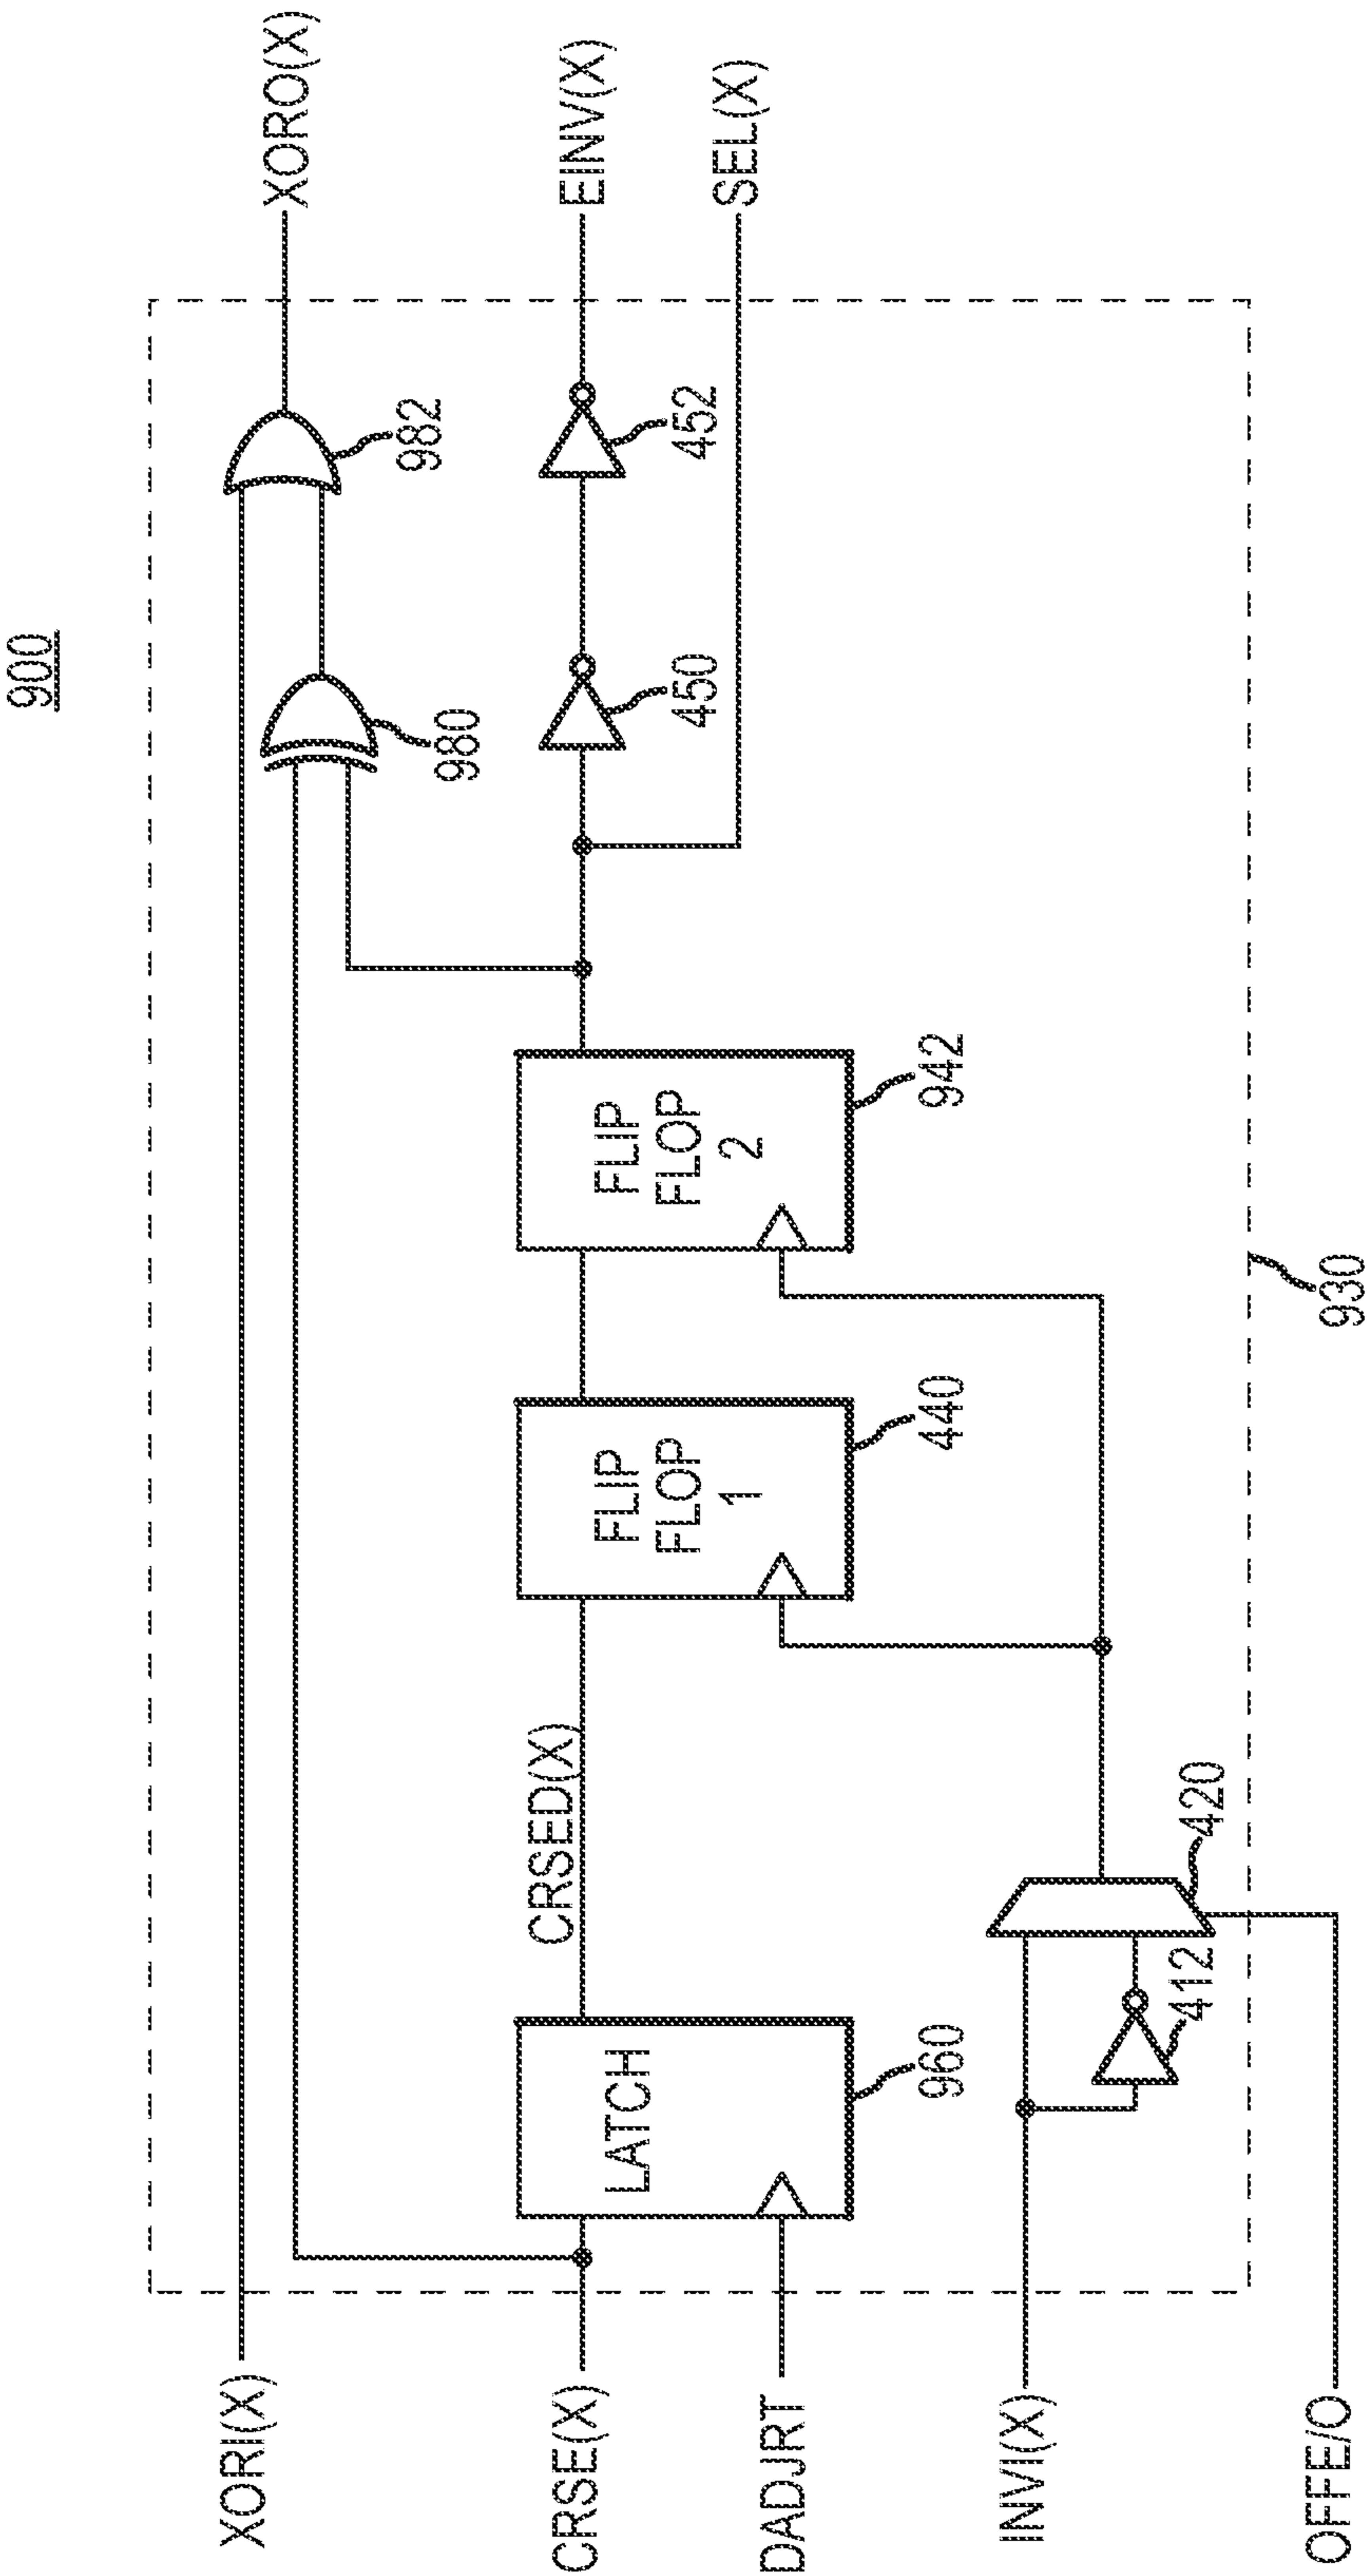 900
XORI(X)
XORO(X)
982
980
CRSE(X)
LATCH
960
CRSED(X)
FLIP
FLOP
1
440
FLIP
FLOP
2
942
450
452
EINV(X)
SEL(X)
DADJRT
INVI(X)
412
420
OFFE/O
930